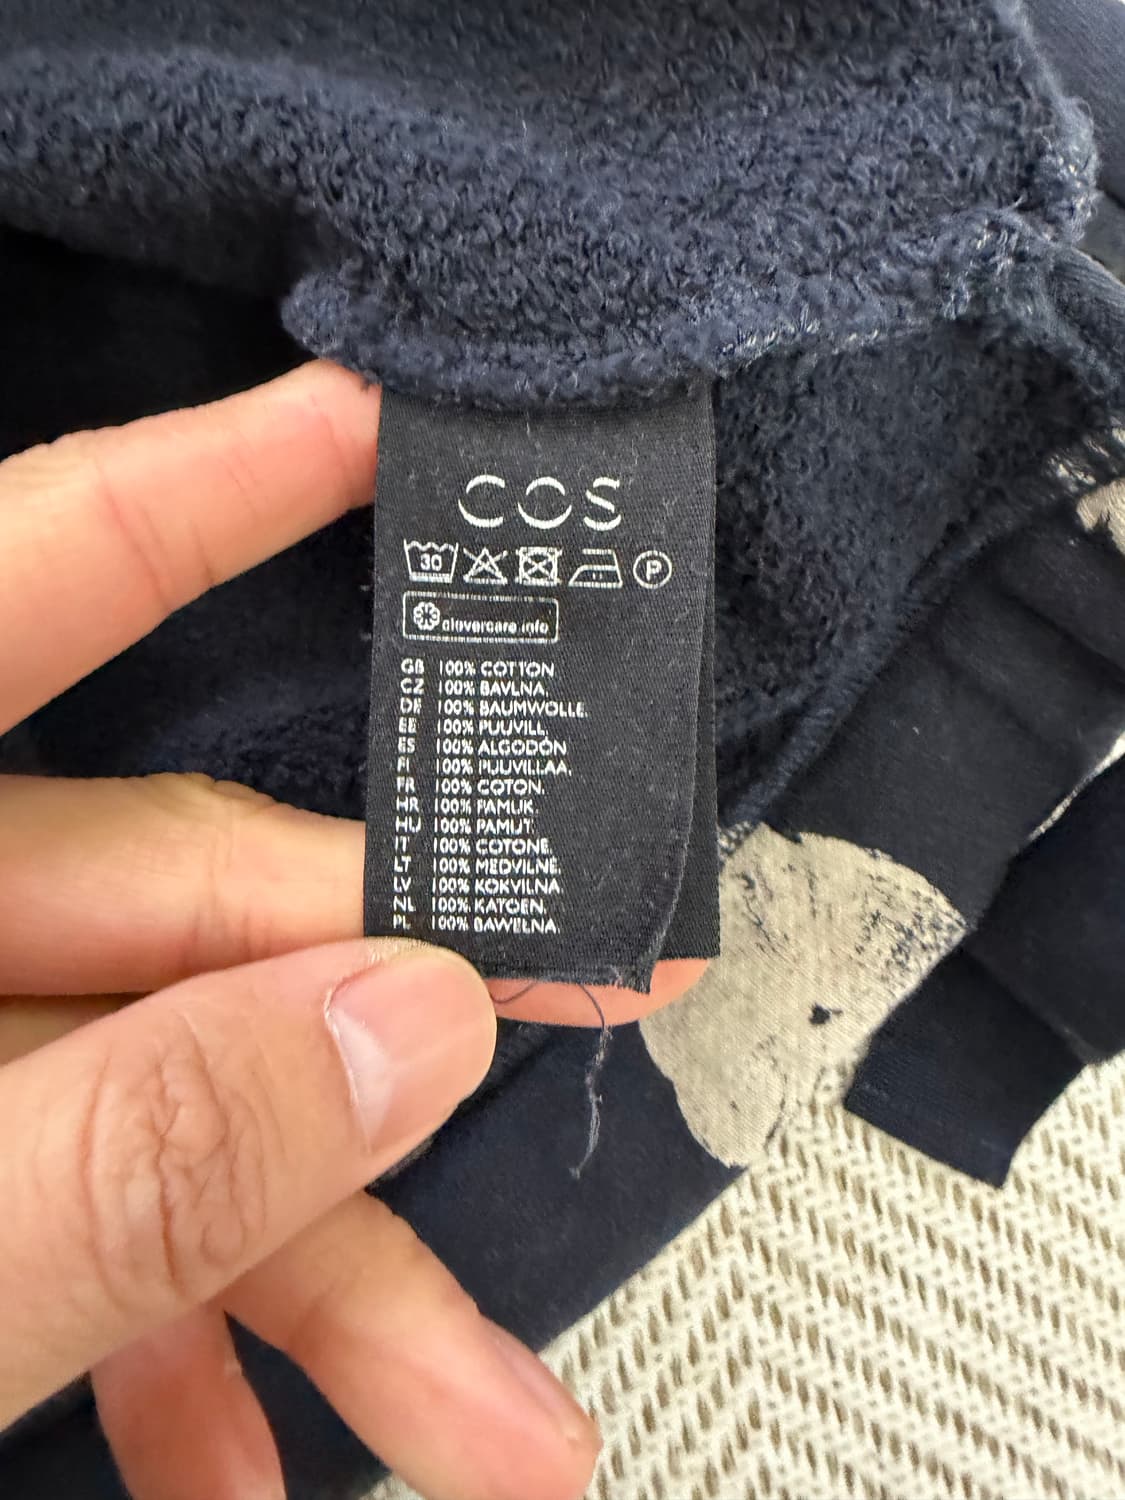 COS
30 P
clevercare.info
GB 100% COTTON
CZ 100% BAVLNA.
DE 100% BAUMWOLLE.
EE 100% PUUVILL.
ES 100% ALGODÓN
FI 100% PUUVILLAA.
FR 100% COTON.
HR 100% PAMUK.
HU 100% PAMUT.
IT 100% COTONE.
LT 100% MEDVILNĖ.
LV 100% KOKVILNA.
NL 100% KATOEN.
PL 100% BAWEŁNA.